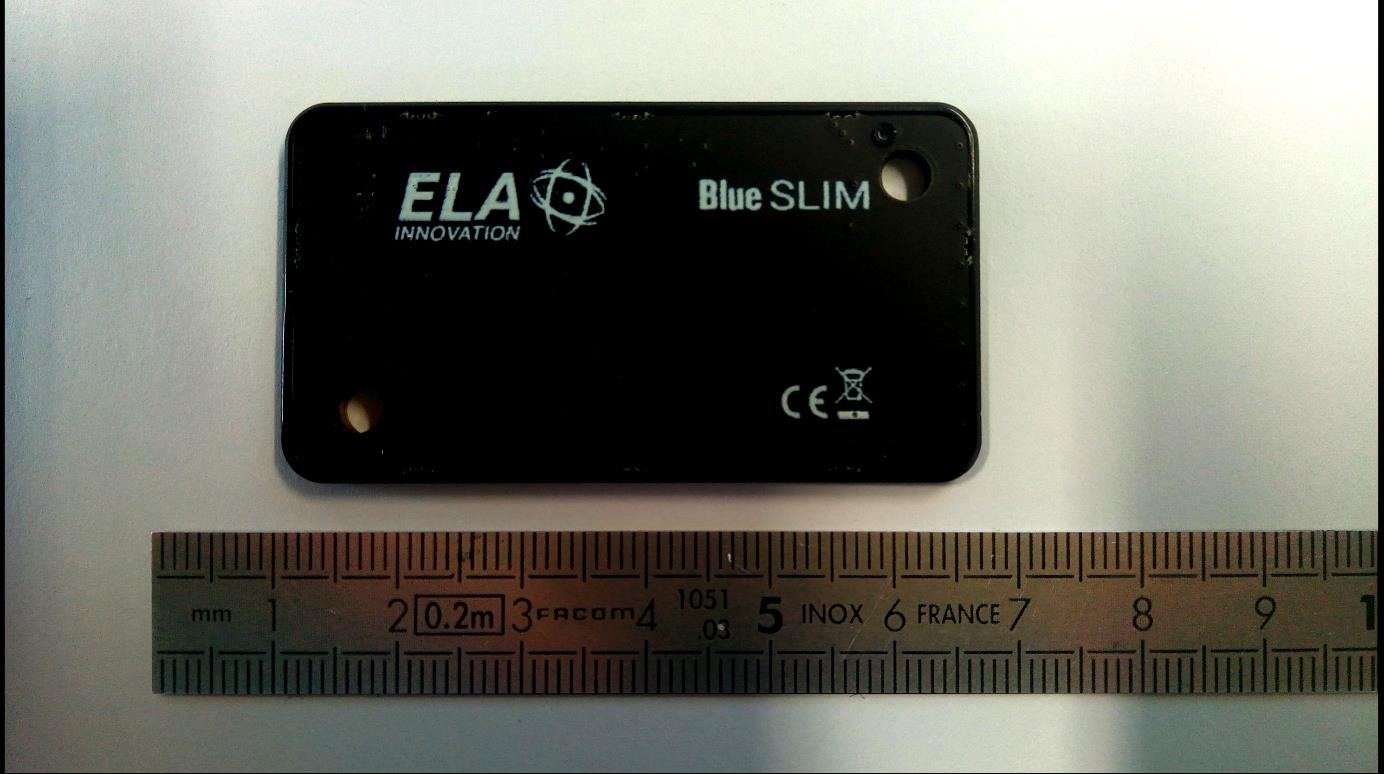 ELA
INNOVATION
Blue SLIM
CE
mm 1 2 0.2m 3 FACOM 4 1051 5 INOX 6 FRANCE 7 8 9 1
.03